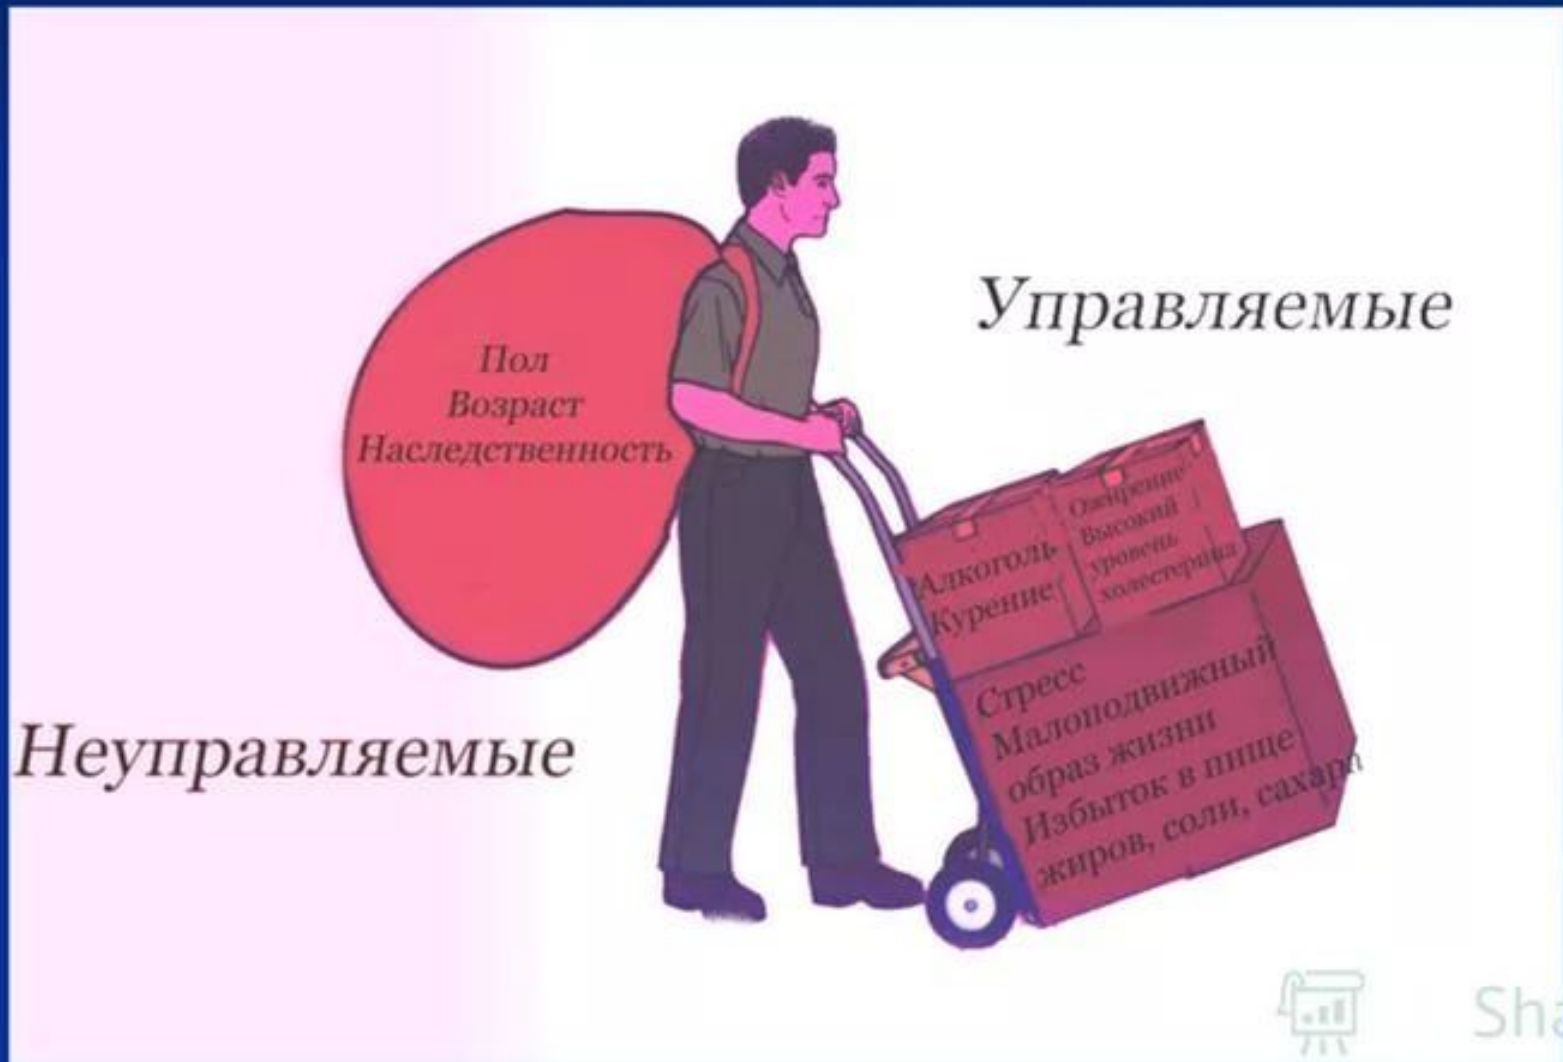 Управляемые
Пол
Возраст
Наследственность
Алкоголь
Курение
Ожирение
Высокий
уровень
холестерина
Стресс
Малоподвижный
образ жизни
Избыток в пище
жиров, соли, сахара
Неуправляемые
Sha